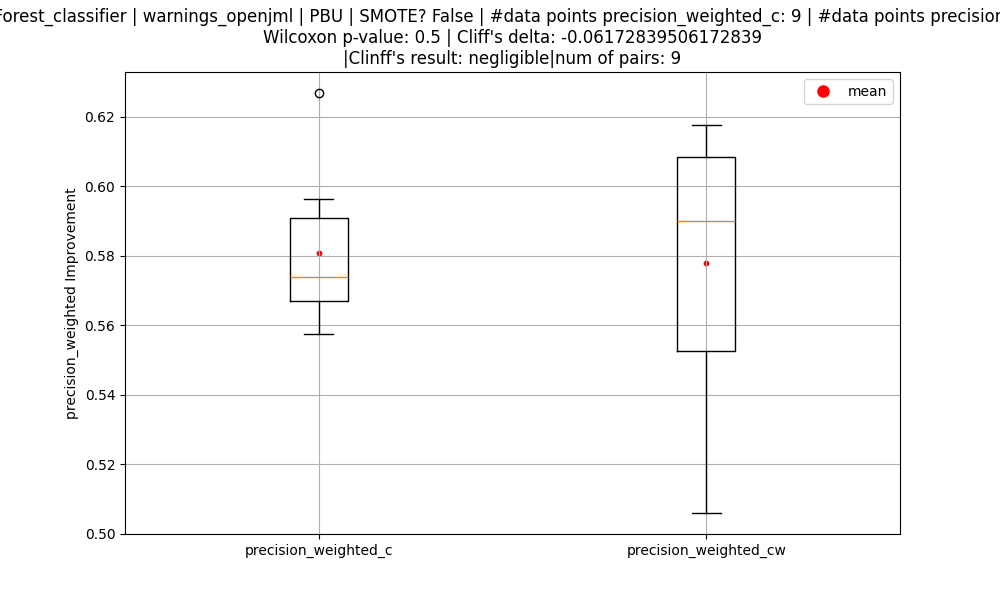 Forest_classifier | warnings_openjml | PBU | SMOTE? False | #data points precision_weighted_c: 9 | #data points precision
Wilcoxon p-value: 0.5 | Cliff's delta: -0.06172839506172839
|Clinff's result: negligible|num of pairs: 9
mean
0.62
0.60
0.58
0.56
0.54
0.52
0.50
precision_weighted Improvement
precision_weighted_c
precision_weighted_cw